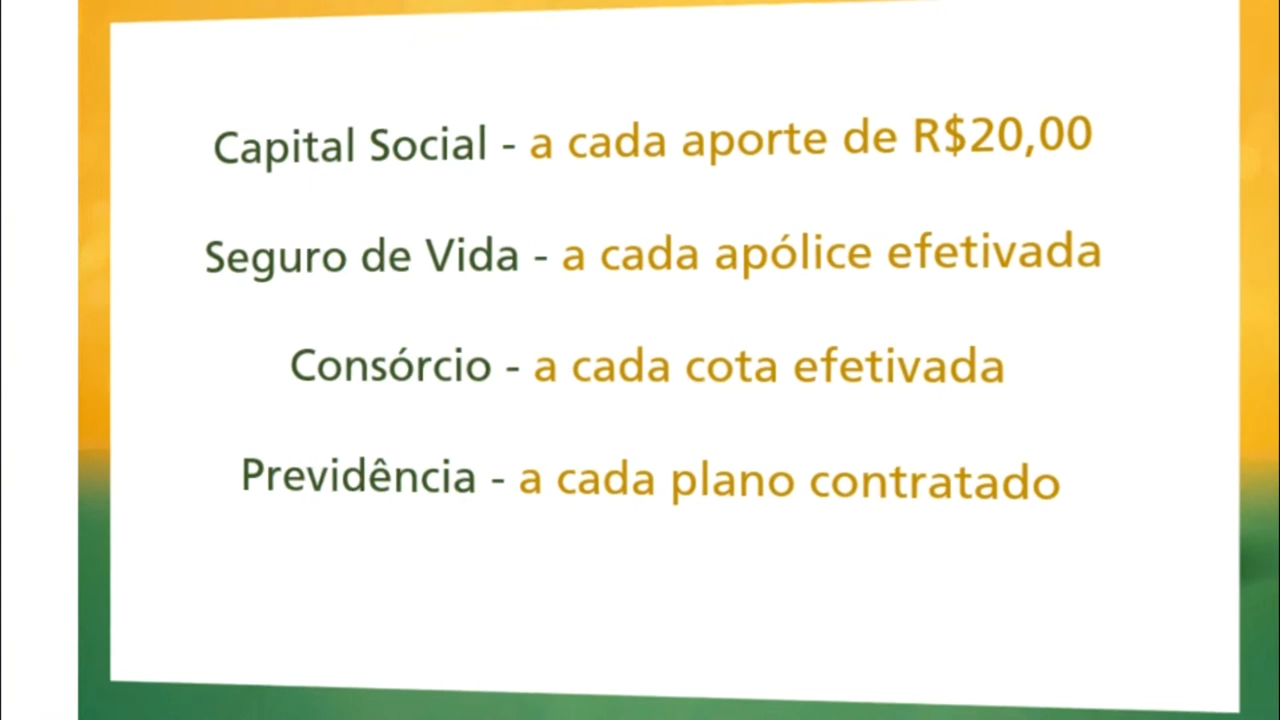 Capital Social - a cada aporte de R$20,00
Seguro de Vida - a cada apólice efetivada
Consórcio - a cada cota efetivada
Previdência - a cada plano contratado